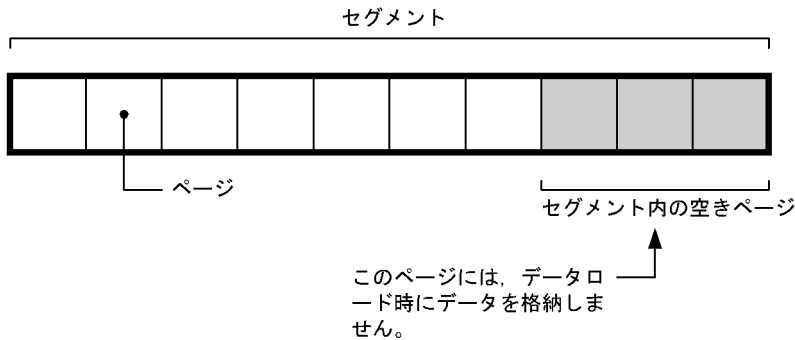 セグメント
ページ
セグメント内の空きページ
このページには，データロ
ード時にデータを格納しま
せん。